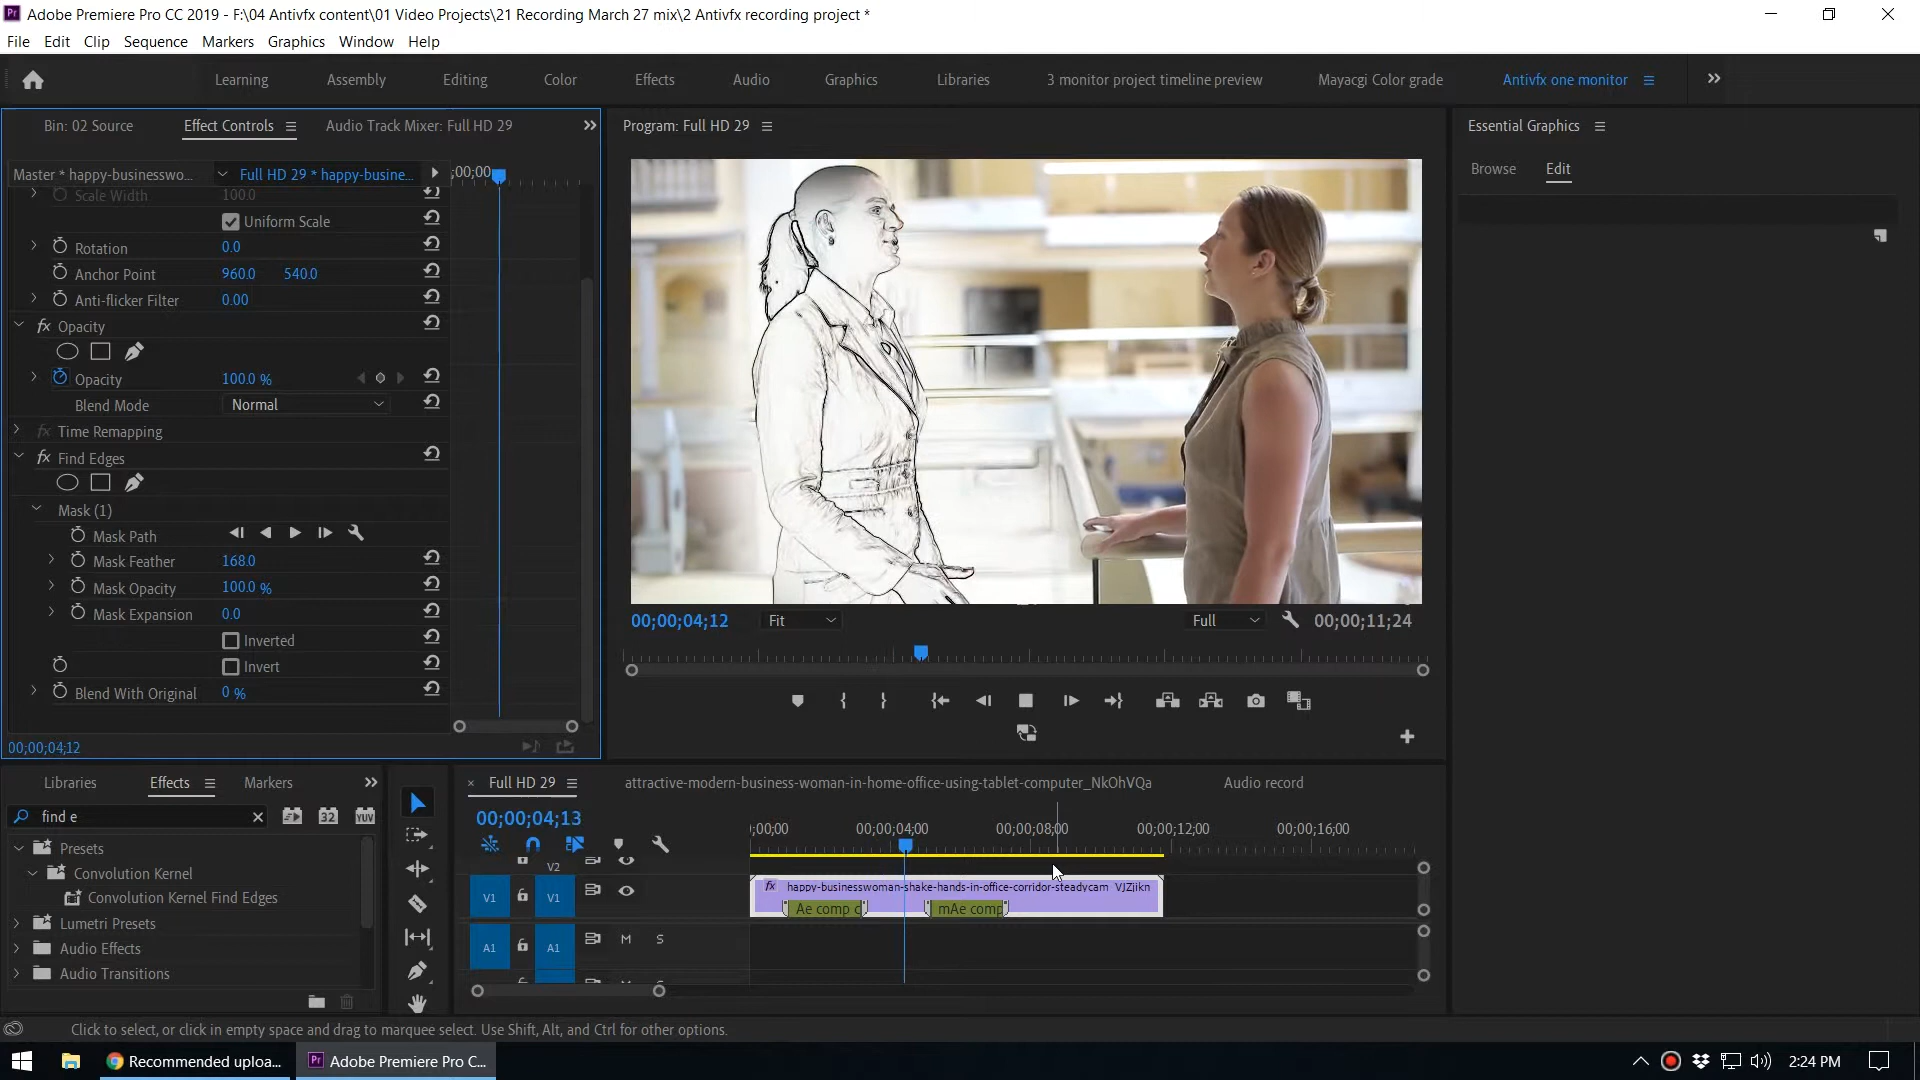 Adobe Premiere Pro CC 2019 - F:\04 Antivfx content\01 Video Projects\21 Recording March 27 mix\2 Antivfx recording project *
File Edit Clip Sequence Markers Graphics Window Help
Learning Assembly Editing Color Effects Audio Graphics Libraries 3 monitor project timeline preview Mayacgi Color grade Antivfx one monitor
Bin: 02 Source Effect Controls Audio Track Mixer: Full HD 29
Master * happy-businesswo... Full HD 29 * happy-busine... ;00;00
Scale Width 100.0
Uniform Scale
Rotation 0.0
Anchor Point 960.0 540.0
Anti-flicker Filter 0.00
fx Opacity
Opacity 100.0 %
Blend Mode Normal
fx Time Remapping
fx Find Edges
Mask (1)
Mask Path
Mask Feather 168.0
Mask Opacity 100.0 %
Mask Expansion 0.0
Inverted
Invert
Blend With Original 0 %
00;00;04;12
Program: Full HD 29
00;00;04;12 Fit Full 00;00;11;24
Essential Graphics
Browse Edit
Libraries Effects Markers
find e 32 YUV
Presets
Convolution Kernel
Convolution Kernel Find Edges
Lumetri Presets
Audio Effects
Audio Transitions
× Full HD 29 attractive-modern-business-woman-in-home-office-using-tablet-computer_NkOhVQa Audio record
00;00;04;13
;00;00 00;00;04;00 00;00;08;00 00;00;12;00 00;00;16;00
V2
V1 V1 fx happy-businesswoman-shake-hands-in-office-corridor-steadycam VJZjikn
Ae comp c mAe comp
A1 A1 M S
Click to select, or click in empty space and drag to marquee select. Use Shift, Alt, and Ctrl for other options.
Recommended uploa... Pr Adobe Premiere Pro C... 2:24 PM